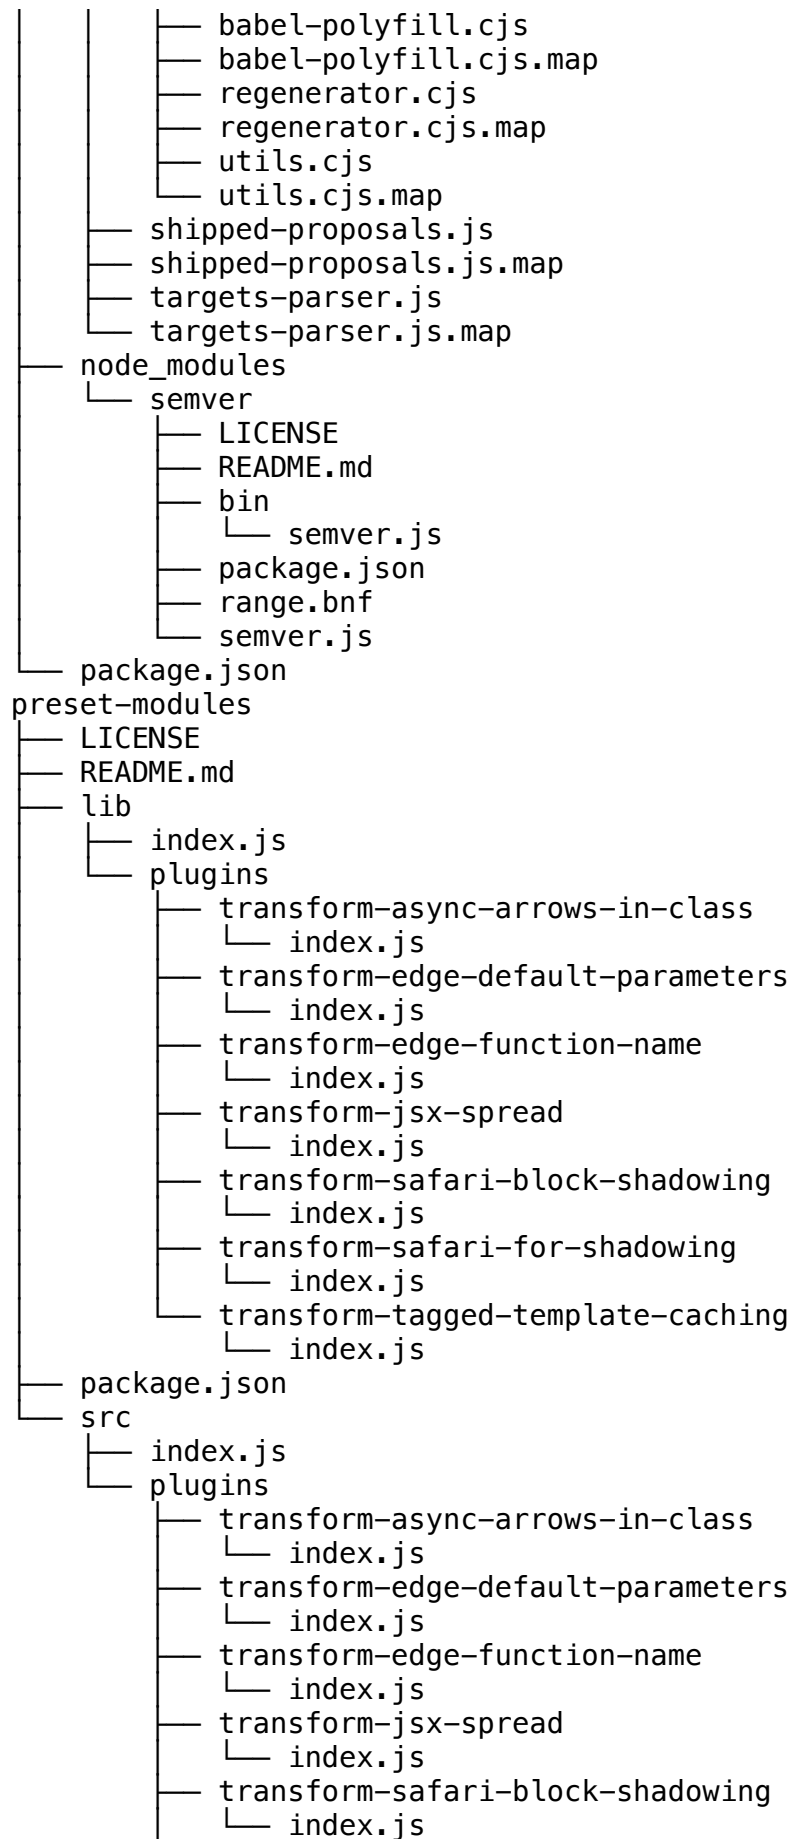 │   │   ├── babel-polyfill.cjs
│   │   ├── babel-polyfill.cjs.map
│   │   ├── regenerator.cjs
│   │   ├── regenerator.cjs.map
│   │   ├── utils.cjs
│   │   └── utils.cjs.map
│   ├── shipped-proposals.js
│   ├── shipped-proposals.js.map
│   ├── targets-parser.js
│   └── targets-parser.js.map
├── node_modules
│   └── semver
│       ├── LICENSE
│       ├── README.md
│       ├── bin
│       │   └── semver.js
│       ├── package.json
│       ├── range.bnf
│       └── semver.js
└── package.json
preset-modules
├── LICENSE
├── README.md
├── lib
│   ├── index.js
│   └── plugins
│       ├── transform-async-arrows-in-class
│       │   └── index.js
│       ├── transform-edge-default-parameters
│       │   └── index.js
│       ├── transform-edge-function-name
│       │   └── index.js
│       ├── transform-jsx-spread
│       │   └── index.js
│       ├── transform-safari-block-shadowing
│       │   └── index.js
│       ├── transform-safari-for-shadowing
│       │   └── index.js
│       └── transform-tagged-template-caching
│           └── index.js
├── package.json
└── src
    ├── index.js
    └── plugins
        ├── transform-async-arrows-in-class
        │   └── index.js
        ├── transform-edge-default-parameters
        │   └── index.js
        ├── transform-edge-function-name
        │   └── index.js
        ├── transform-jsx-spread
        │   └── index.js
        ├── transform-safari-block-shadowing
        │   └── index.js